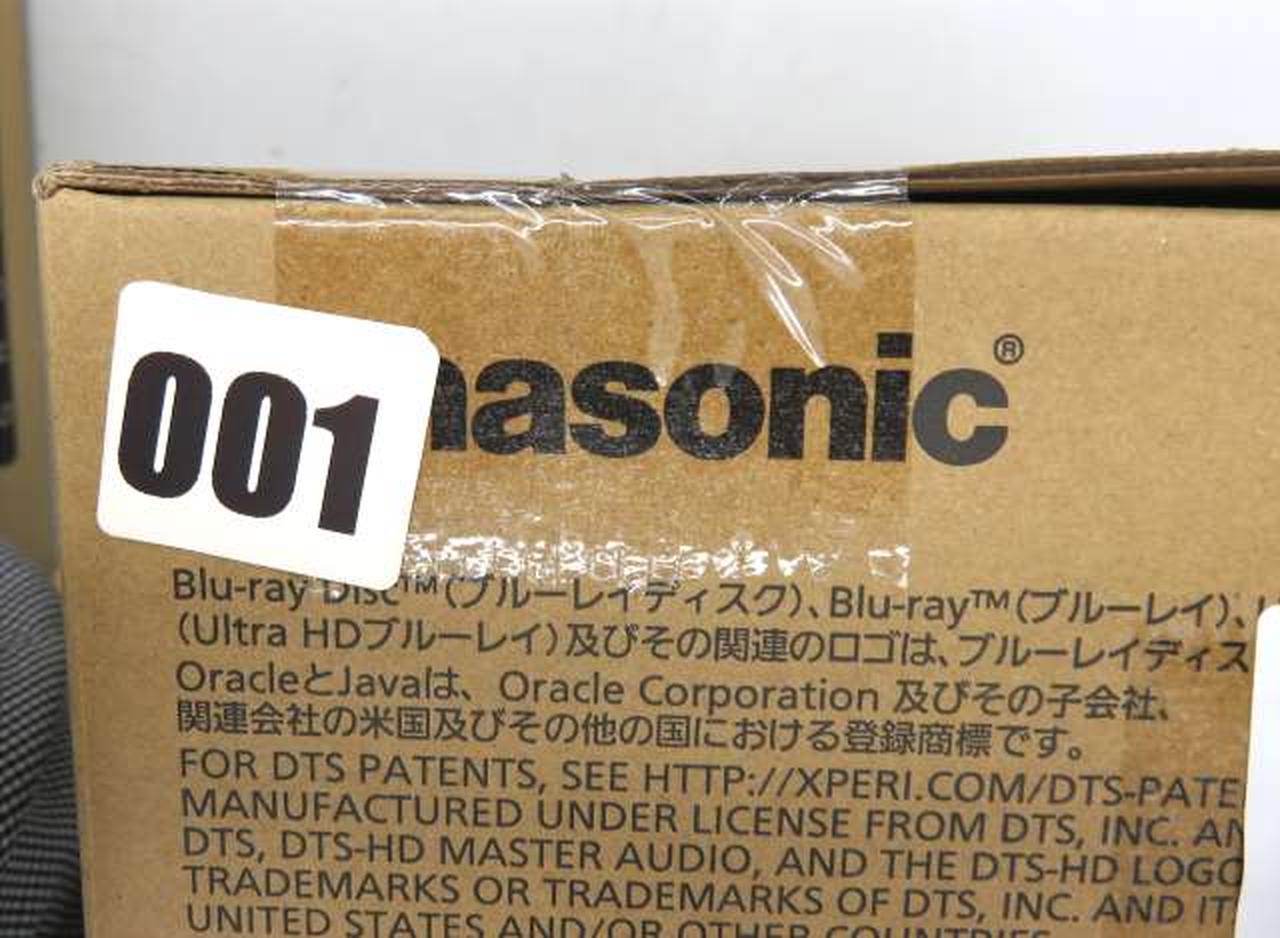 001
nasonic®
Blu-ray Disc™(ブルーレイディスク)、Blu-ray™(ブルーレイ)、
(Ultra HDブルーレイ)及びその関連のロゴは、ブルーレイディス
OracleとJavaは、Oracle Corporation 及びその子会社、
関連会社の米国及びその他の国における登録商標です。
FOR DTS PATENTS, SEE HTTP://XPERI.COM/DTS-PATE
MANUFACTURED UNDER LICENSE FROM DTS, INC. AN
DTS, DTS-HD MASTER AUDIO, AND THE DTS-HD LOGO
TRADEMARKS OR TRADEMARKS OF DTS, INC. AND IT
UNITED STATES AND/OR OTHER COUNTRIES